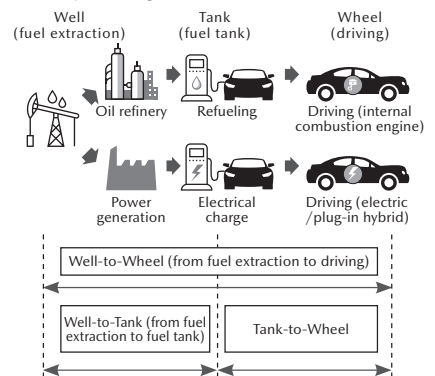 Well
(fuel extraction)
Tank
(fuel tank)
Wheel
(driving)
Oil refinery
Refueling
Driving (internal
combustion engine)
Power
generation
Electrical
charge
Driving (electric
/plug-in hybrid)
Well-to-Wheel (from fuel extraction to driving)
Well-to-Tank (from fuel
extraction to fuel tank)
Tank-to-Wheel